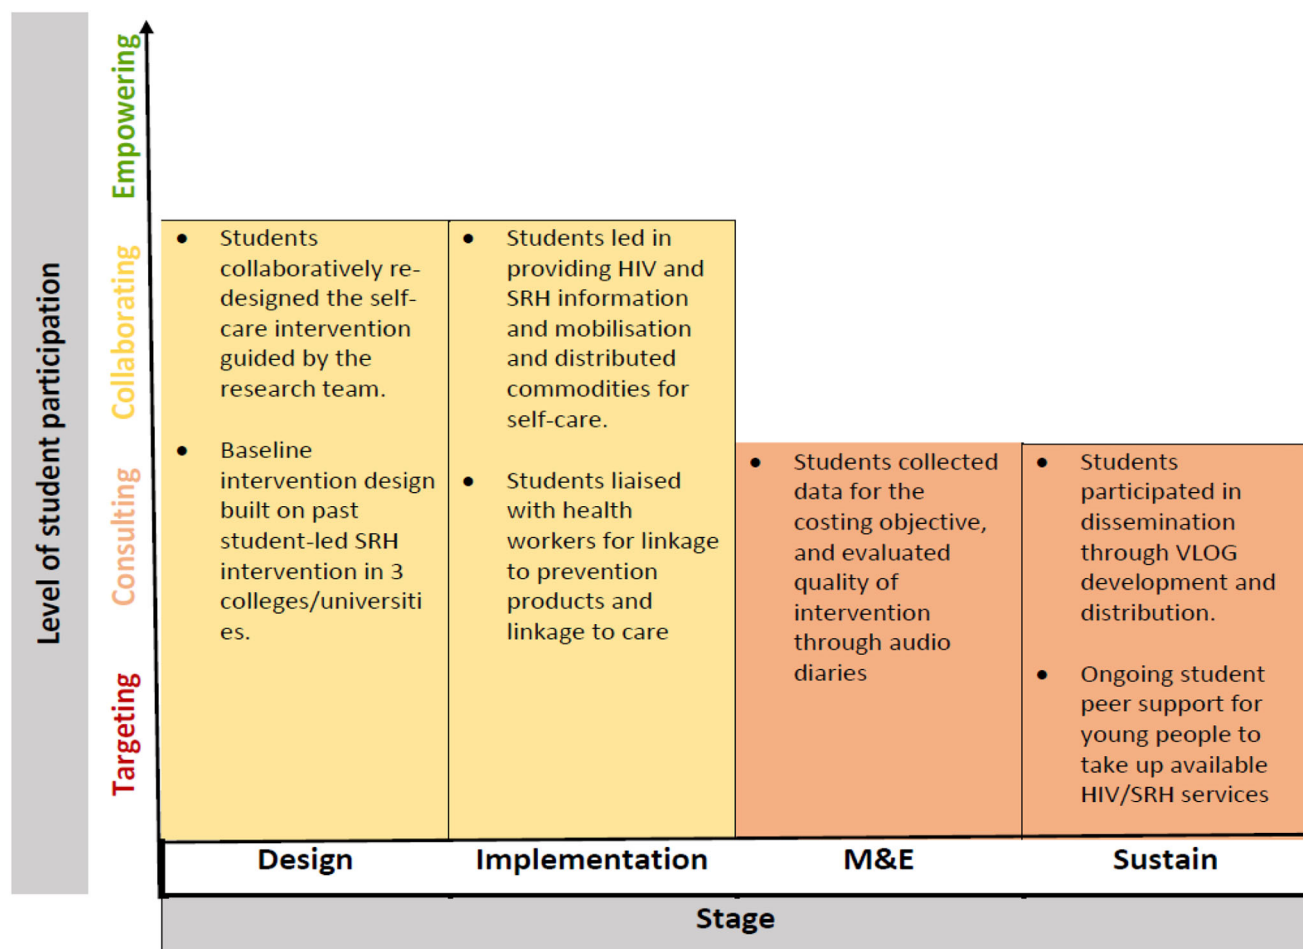 Level of student participation
Empowering
Collaborating
Consulting
Targeting
● Students
collaboratively re-
designed the self-
care intervention
guided by the
research team.
● Baseline
intervention design
built on past
student-led SRH
intervention in 3
colleges/universiti
es.
● Students led in
providing HIV and
SRH information
and mobilisation
and distributed
commodities for
self-care.
● Students liaised
with health
workers for linkage
to prevention
products and
linkage to care
● Students collected
data for the
costing objective,
and evaluated
quality of
intervention
through audio
diaries
● Students
participated in
dissemination
through VLOG
development and
distribution.
● Ongoing student
peer support for
young people to
take up available
HIV/SRH services
Design
Implementation
M&E
Sustain
Stage